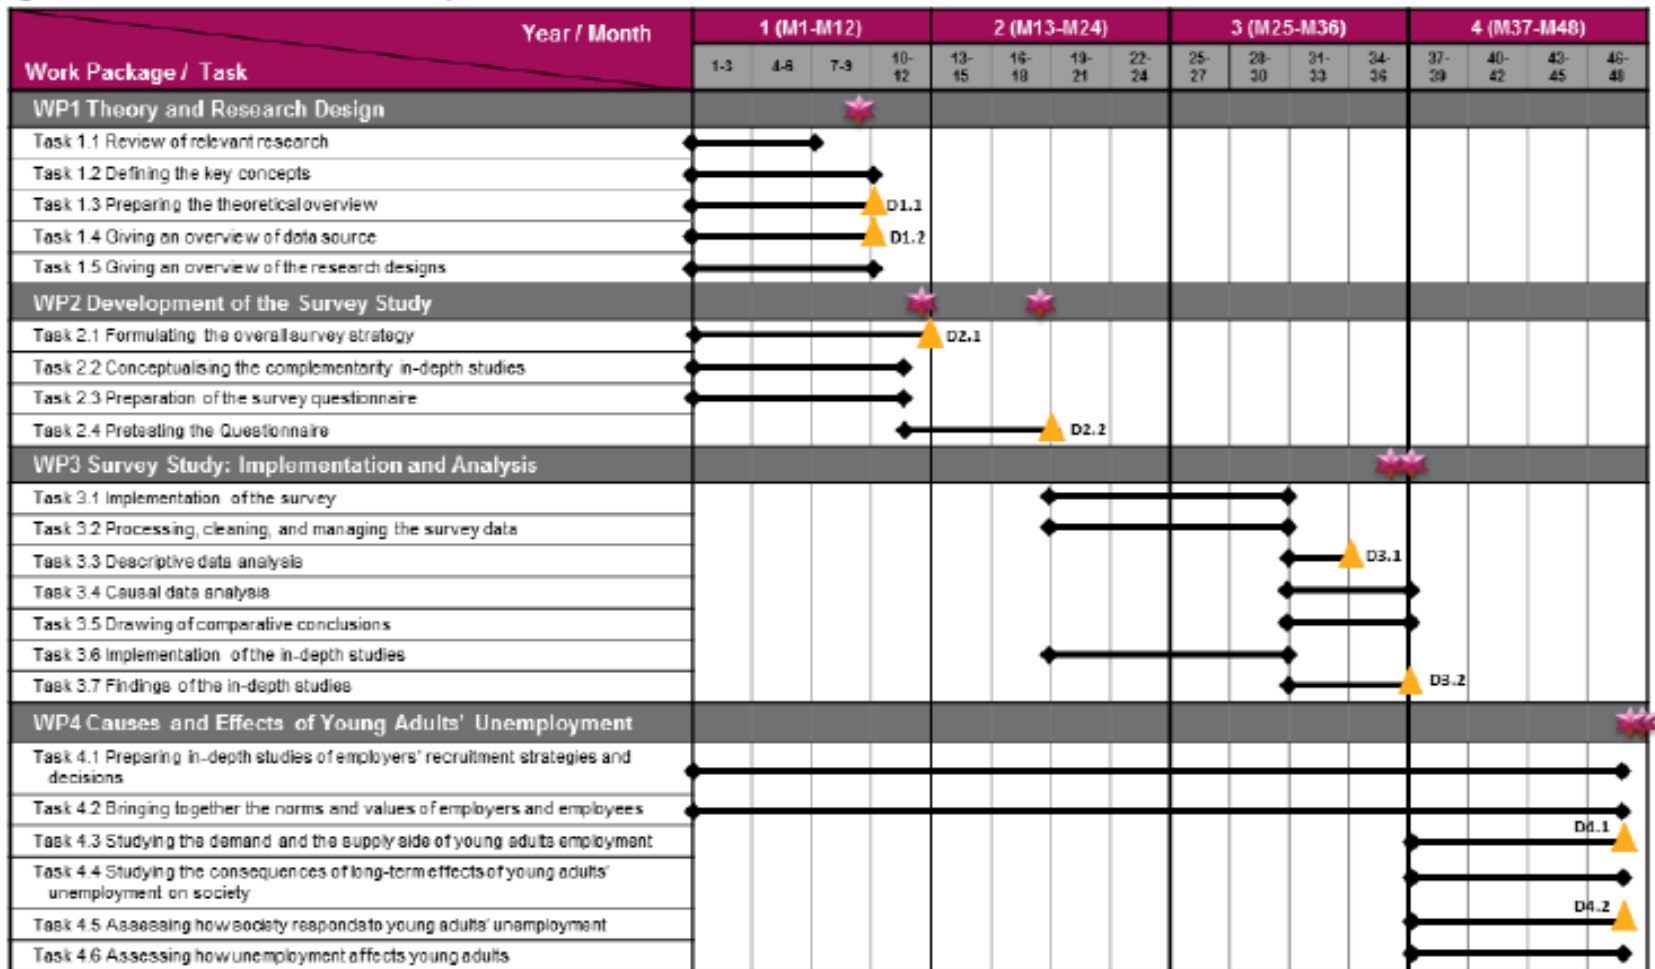 Year / Month
1 (M1-M12)
2 (M13-M24)
3 (M25-M36)
4 (M37-M48)
Work Package / Task
1-3
4-6
7-9
10-
12
13-
15
16-
18
19-
21
22-
24
25-
27
28-
30
31-
33
34-
36
37-
39
40-
42
43-
45
46-
48
WP1 Theory and Research Design
Task 1.1 Review of relevant research
Task 1.2 Defining the key concepts
Task 1.3 Preparing the theoretical overview
D1.1
Task 1.4 Giving an overview of data source
D1.2
Task 1.5 Giving an overview of the research designs
WP2 Development of the Survey Study
Task 2.1 Formulating the overall survey strategy
D2.1
Task 2.2 Conceptualising the complementarity in-depth studies
Task 2.3 Preparation of the survey questionnaire
Task 2.4 Pretesting the Questionnaire
D2.2
WP3 Survey Study: Implementation and Analysis
Task 3.1 Implementation of the survey
Task 3.2 Processing, cleaning, and managing the survey data
Task 3.3 Descriptive data analysis
D3.1
Task 3.4 Causal data analysis
Task 3.5 Drawing of comparative conclusions
Task 3.6 Implementation of the in-depth studies
Task 3.7 Findings of the in-depth studies
D3.2
WP4 Causes and Effects of Young Adults' Unemployment
Task 4.1 Preparing in-depth studies of employers' recruitment strategies and
decisions
Task 4.2 Bringing together the norms and values of employers and employees
Task 4.3 Studying the demand and the supply side of young adults employment
D4.1
Task 4.4 Studying the consequences of long-term effects of young adults'
unemployment on society
Task 4.5 Assessing how society responds to young adults' unemployment
D4.2
Task 4.6 Assessing how unemployment affects young adults